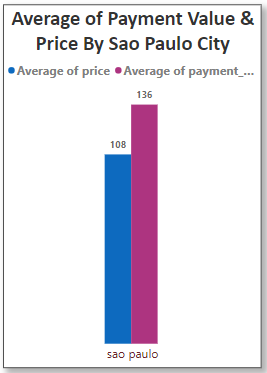 Average of Payment Value &
Price By Sao Paulo City
Average of price Average of payment_...
136
108
sao paulo